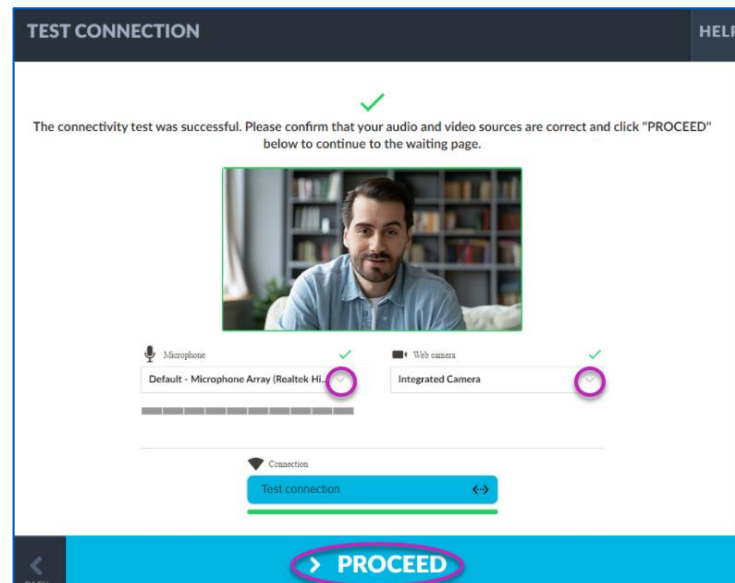 TEST CONNECTION
HELP
The connectivity test was successful. Please confirm that your audio and video sources are correct and click "PROCEED"
below to continue to the waiting page.
Microphone
Web camera
Default - Microphone Array (Realtek Hi...
Integrated Camera
Connection
Test connection
PROCEED
BACK